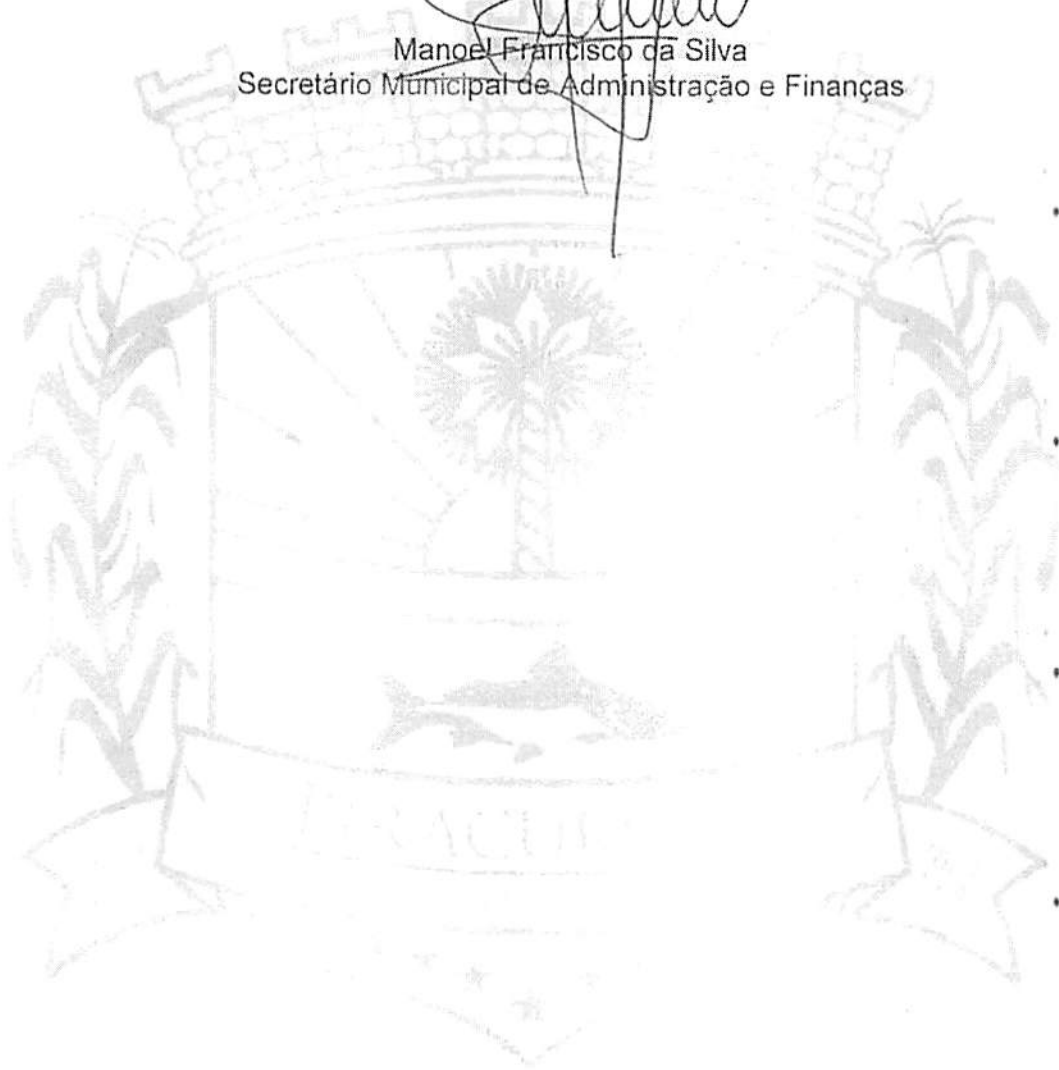 Manoel Francisco da Silva
Secretário Municipal de Administração e Finanças